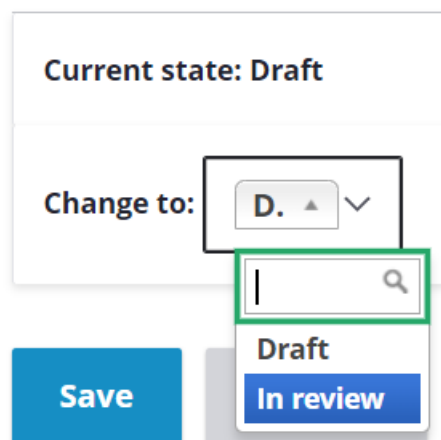 Current state: Draft
Change to: D.
Draft
In review
Save